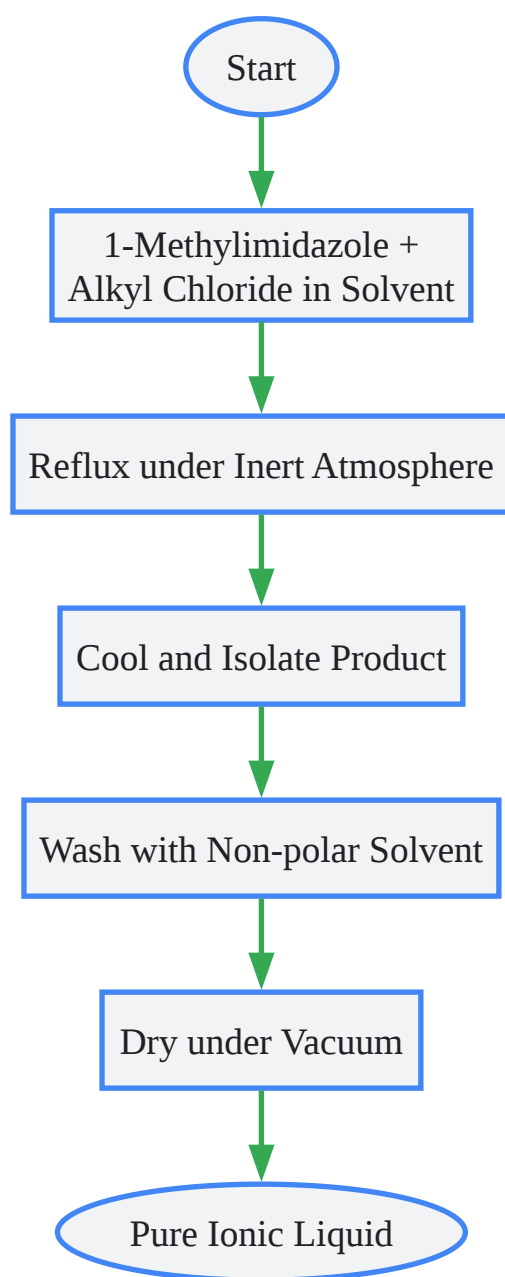 Start
1-Methylimidazole +
Alkyl Chloride in Solvent
Reflux under Inert Atmosphere
Cool and Isolate Product
Wash with Non-polar Solvent
Dry under Vacuum
Pure Ionic Liquid